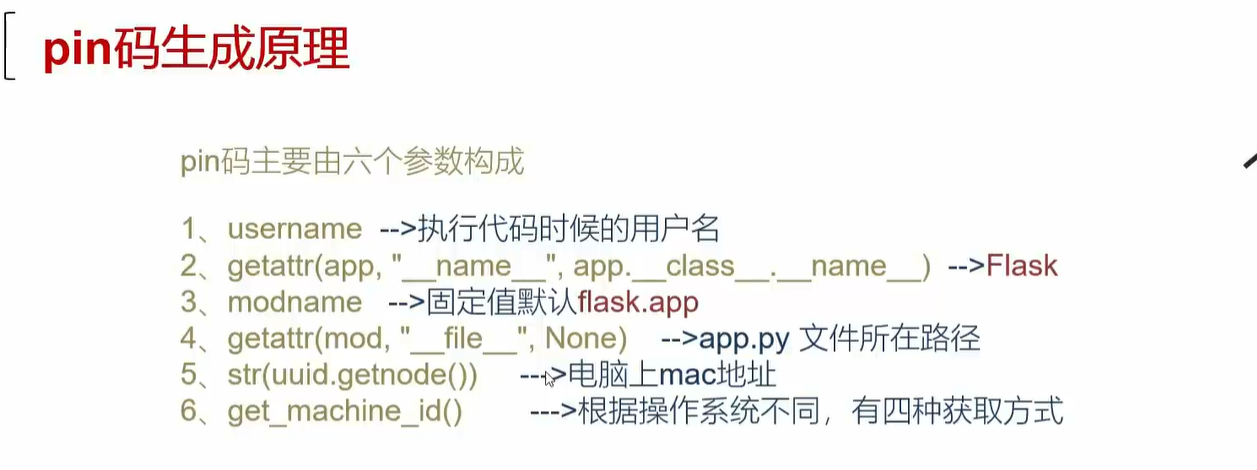 pin码生成原理
pin码主要由六个参数构成
1、username -->执行代码时候的用户名
2、getattr(app, "__name__", app.__class__.__name__) -->Flask
3、modname -->固定值默认flask.app
4、getattr(mod, "__file__", None) -->app.py 文件所在路径
5、str(uuid.getnode()) --->电脑上mac地址
6、get_machine_id() --->根据操作系统不同，有四种获取方式